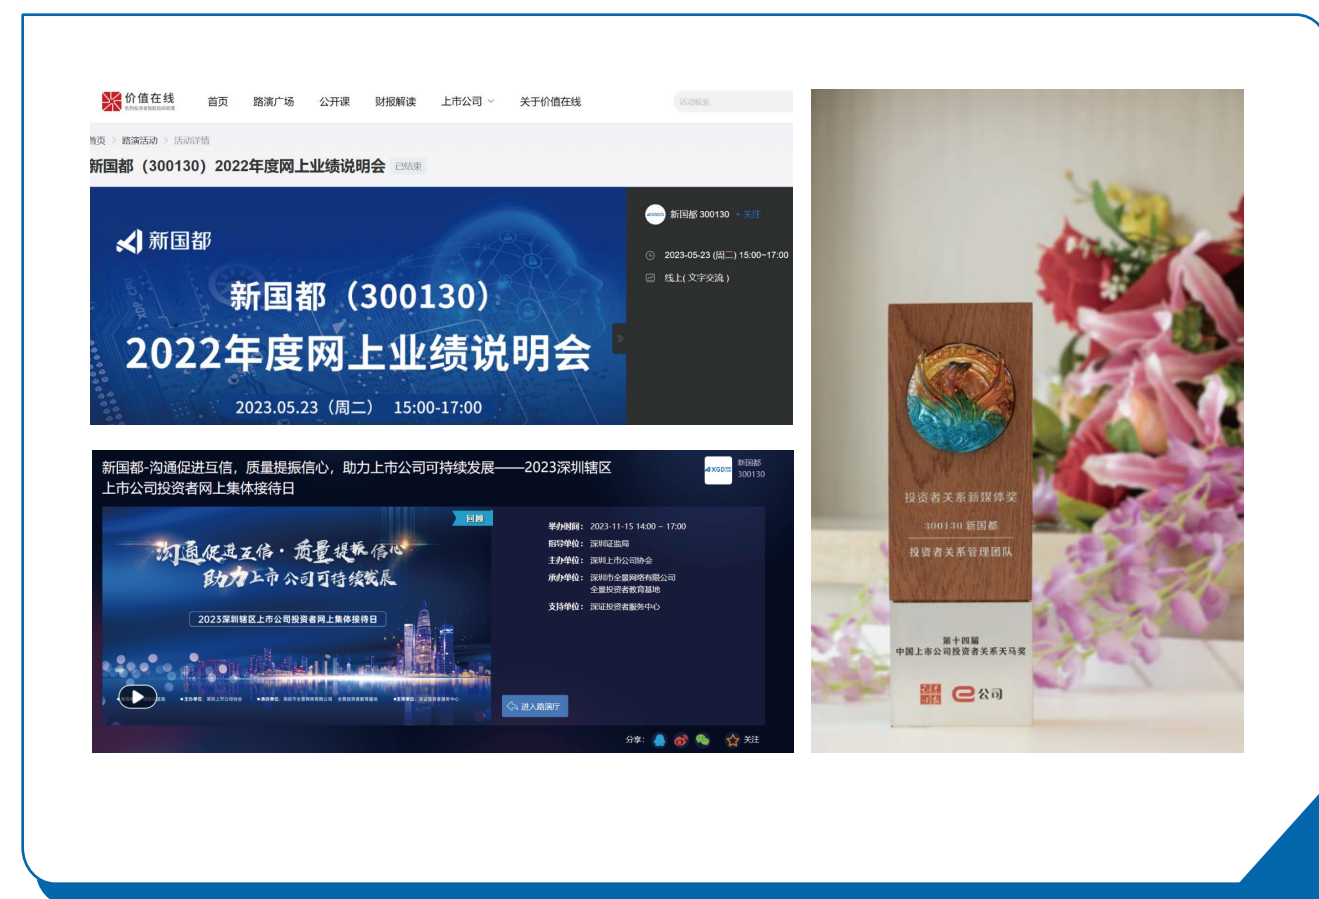 价值在线
首页 路演广场 公开课 财报解读 上市公司 关于价值在线
活动检索
首页 > 路演活动 > 活动详情
新国都（300130）2022年度网上业绩说明会 已结束
新国都
新国都（300130）
2022年度网上业绩说明会
2023.05.23（周二） 15:00-17:00
新国都 300130 + 关注
2023-05-23 (周二) 15:00~17:00
线上( 文字交流 )
新国都-沟通促进互信，质量提振信心，助力上市公司可持续发展——2023深圳辖区
上市公司投资者网上集体接待日
XGD
新国都
300130
回顾
沟通促进互信·质量提振信心
助力上市公司可持续发展
2023深圳辖区上市公司投资者网上集体接待日
举办时间： 2023-11-15 14:00 ~ 17:00
指导单位： 深圳证监局
主办单位： 深圳上市公司协会
承办单位： 深圳市全景网络有限公司
全景投资者教育基地
支持单位： 深证投资者服务中心
进入路演厅
分享： 关注
投资者关系新媒体奖
300130 新国都
投资者关系管理团队
第十四届
中国上市公司投资者关系天马奖
e公司